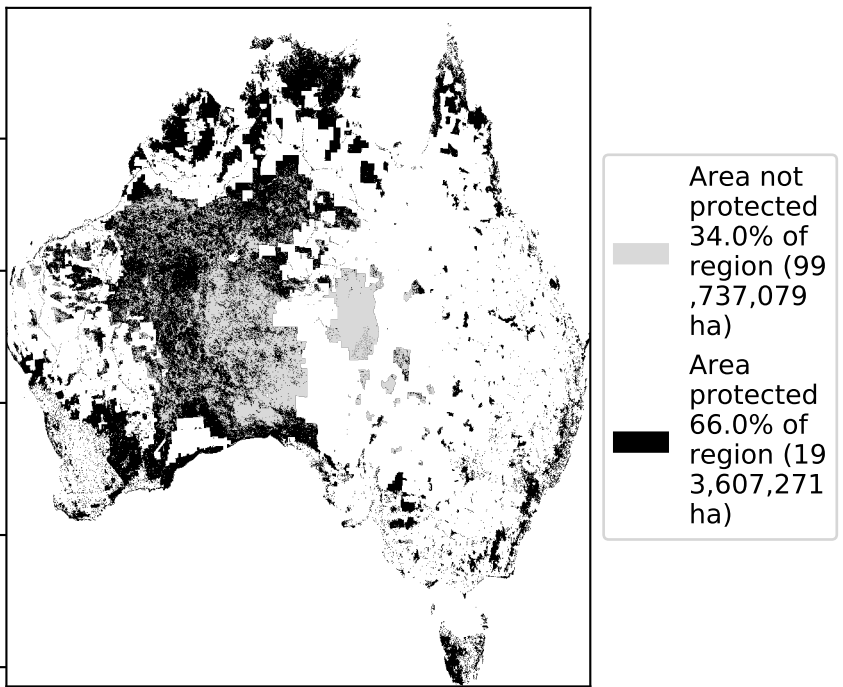 Area not
protected
34.0% of
region (99
,737,079
ha)
Area
protected
66.0% of
region (19
3,607,271
ha)